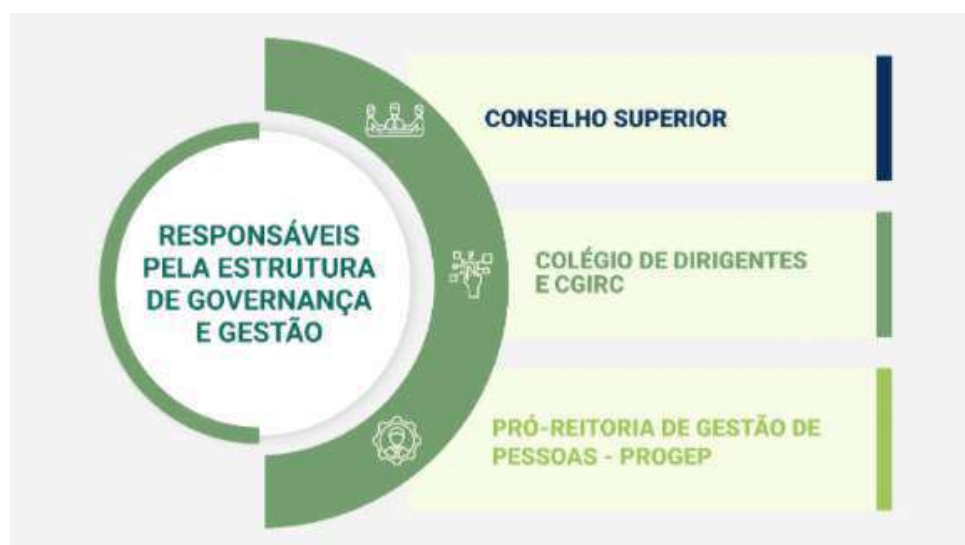 RESPONSÁVEIS
PELA ESTRUTURA
DE GOVERNANÇA
E GESTÃO
CONSELHO SUPERIOR
COLÉGIO DE DIRIGENTES
E CGIRC
PRÓ-REITORIA DE GESTÃO DE
PESSOAS - PROGEP